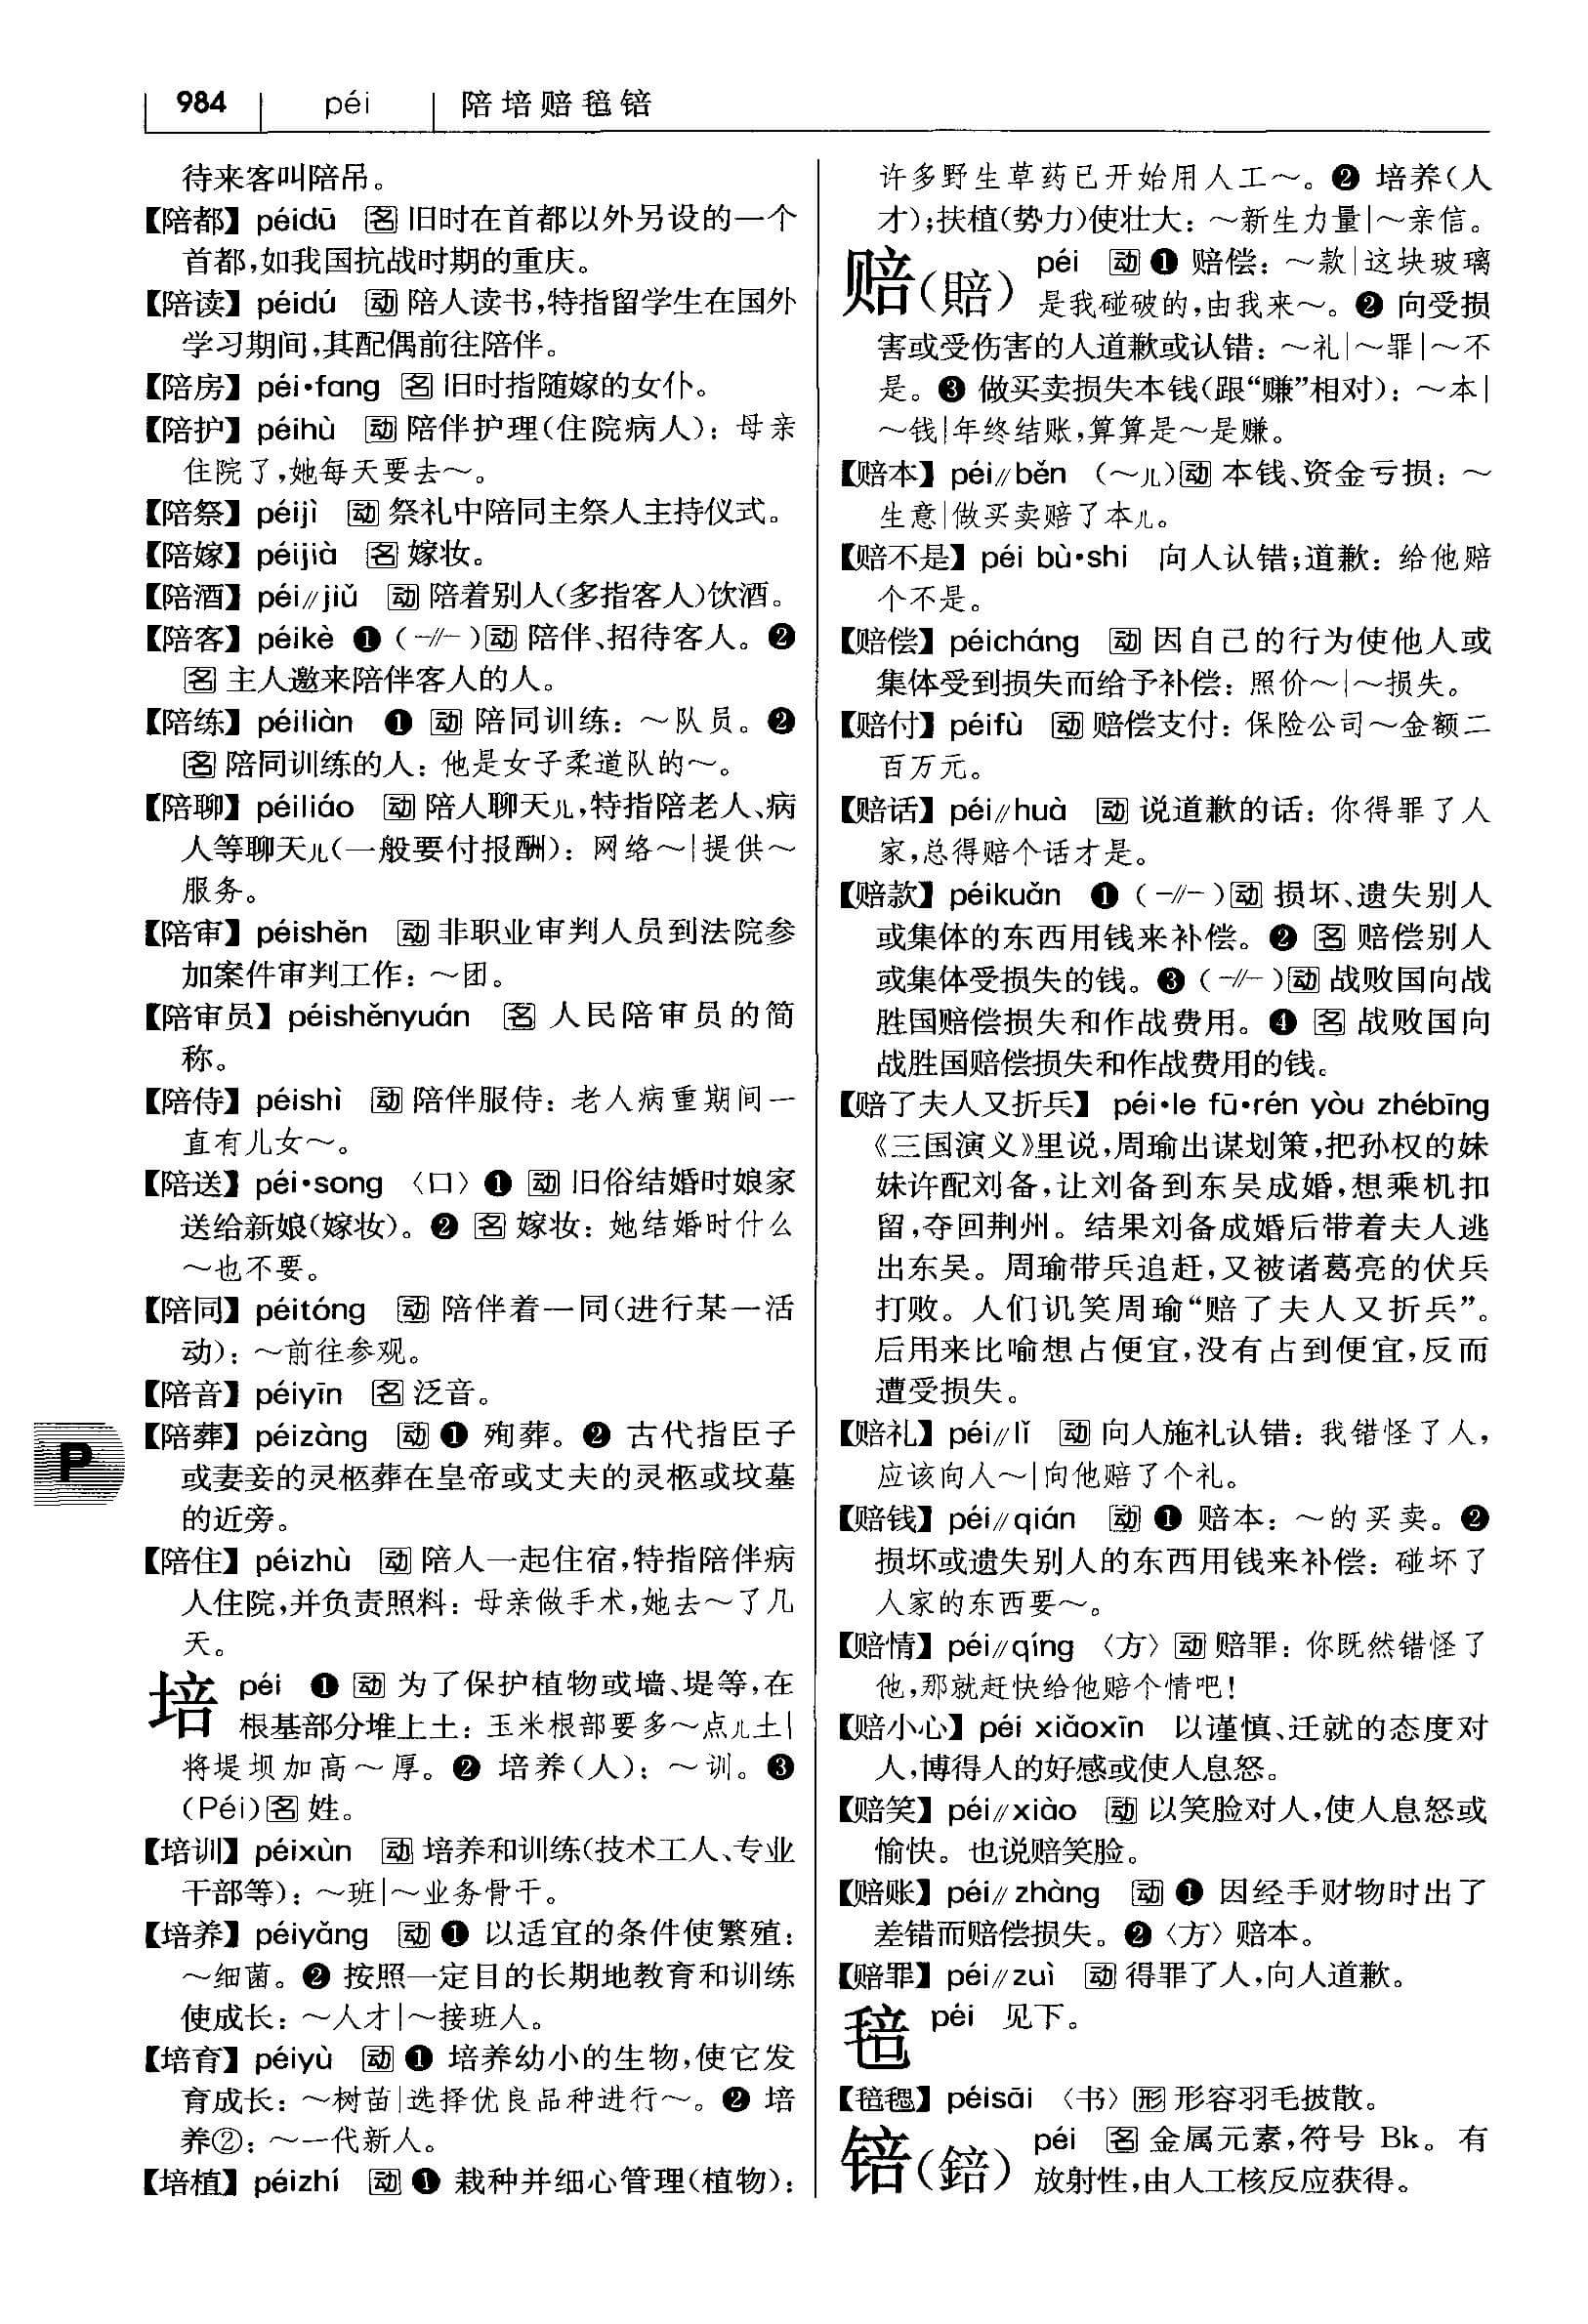 984 péi 陪培赔毰锫
待来客叫陪吊。
【陪都】 péidū 名 旧时在首都以外另设的一个
首都,如我国抗战时期的重庆。
【陪读】 péidú 动 陪人读书,特指留学生在国外
学习期间,其配偶前往陪伴。
【陪房】 péi•fang 名 旧时指随嫁的女仆。
【陪护】 péihù 动 陪伴护理(住院病人): 母亲
住院了,她每天要去～。
【陪祭】 péijì 动 祭礼中陪同主祭人主持仪式。
【陪嫁】 péijià 名 嫁妆。
【陪酒】 péi//jiǔ 动 陪着别人(多指客人)饮酒。
【陪客】 péikè ❶ (-//-)动 陪伴、招待客人。❷
名 主人邀来陪伴客人的人。
【陪练】 péiliàn ❶ 动 陪同训练: ～队员。❷
名 陪同训练的人: 他是女子柔道队的～。
【陪聊】 péiliáo 动 陪人聊天儿,特指陪老人、病
人等聊天儿(一般要付报酬): 网络～|提供～
服务。
【陪审】 péishěn 动 非职业审判人员到法院参
加案件审判工作: ～团。
【陪审员】 péishěnyuán 名 人民陪审员的简
称。
【陪侍】 péishì 动 陪伴服侍: 老人病重期间一
直有儿女～。
【陪送】 péi•song 〈口〉❶ 动 旧俗结婚时娘家
送给新娘(嫁妆)。❷ 名 嫁妆: 她结婚时什么
～也不要。
【陪同】 péitóng 动 陪伴着一同(进行某一活
动): ～前往参观。
【陪音】 péiyīn 名 泛音。
【陪葬】 péizàng 动 ❶ 殉葬。❷ 古代指臣子
或妻妾的灵柩葬在皇帝或丈夫的灵柩或坟墓
的近旁。
【陪住】 péizhù 动 陪人一起住宿,特指陪伴病
人住院,并负责照料: 母亲做手术,她去～了几
天。
培 péi ❶ 动 为了保护植物或墙、堤等,在
根基部分堆上土: 玉米根部要多～点儿土|
将堤坝加高～厚。❷ 培养(人): ～训。❸
(Péi)名 姓。
【培训】 péixùn 动 培养和训练(技术工人、专业
干部等): ～班|～业务骨干。
【培养】 péiyǎng 动 ❶ 以适宜的条件使繁殖:
～细菌。❷ 按照一定目的长期地教育和训练
使成长: ～人才|～接班人。
【培育】 péiyù 动 ❶ 培养幼小的生物,使它发
育成长: ～树苗|选择优良品种进行～。❷ 培
养②: ～一代新人。
【培植】 péizhí 动 ❶ 栽种并细心管理(植物):
P
许多野生草药已开始用人工～。❷ 培养(人
才);扶植(势力)使壮大: ～新生力量|～亲信。
赔(賠) péi 动 ❶ 赔偿: ～款|这块玻璃
是我碰破的,由我来～。❷ 向受损
害或受伤害的人道歉或认错: ～礼|～罪|～不
是。❸ 做买卖损失本钱(跟“赚”相对): ～本|
～钱|年终结账,算算是～是赚。
【赔本】 péi//běn (～儿)动 本钱、资金亏损: ～
生意|做买卖赔了本儿。
【赔不是】 péi bù•shi 向人认错;道歉: 给他赔
个不是。
【赔偿】 péicháng 动 因自己的行为使他人或
集体受到损失而给予补偿: 照价～|～损失。
【赔付】 péifù 动 赔偿支付: 保险公司～金额二
百万元。
【赔话】 péi//huà 动 说道歉的话: 你得罪了人
家,总得赔个话才是。
【赔款】 péikuǎn ❶ (-//-)动 损坏、遗失别人
或集体的东西用钱来补偿。❷ 名 赔偿别人
或集体受损失的钱。❸ (-//-)动 战败国向战
胜国赔偿损失和作战费用。❹ 名 战败国向
战胜国赔偿损失和作战费用的钱。
【赔了夫人又折兵】 péi•le fū•rén yòu zhébīng
《三国演义》里说,周瑜出谋划策,把孙权的妹
妹许配刘备,让刘备到东吴成婚,想乘机扣
留,夺回荆州。结果刘备成婚后带着夫人逃
出东吴。周瑜带兵追赶,又被诸葛亮的伏兵
打败。人们讥笑周瑜“赔了夫人又折兵”。
后用来比喻想占便宜,没有占到便宜,反而
遭受损失。
【赔礼】 péi//lǐ 动 向人施礼认错: 我错怪了人,
应该向人～|向他赔了个礼。
【赔钱】 péi//qián 动 ❶ 赔本: ～的买卖。❷
损坏或遗失别人的东西用钱来补偿: 碰坏了
人家的东西要～。
【赔情】 péi//qíng 〈方〉动 赔罪: 你既然错怪了
他,那就赶快给他赔个情吧!
【赔小心】 péi xiǎoxīn 以谨慎、迁就的态度对
人,博得人的好感或使人息怒。
【赔笑】 péi//xiào 动 以笑脸对人,使人息怒或
愉快。也说赔笑脸。
【赔账】 péi//zhàng 动 ❶ 因经手财物时出了
差错而赔偿损失。❷〈方〉赔本。
【赔罪】 péi//zuì 动 得罪了人,向人道歉。
毰 péi 见下。
【毰毸】 péisāi 〈书〉形 形容羽毛披散。
锫(錇) péi 名 金属元素,符号 Bk。有
放射性,由人工核反应获得。